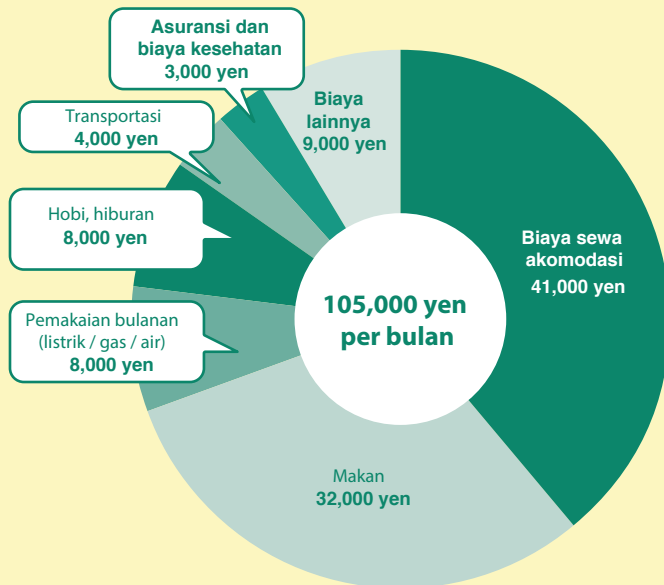 Asuransi dan
biaya kesehatan
3,000 yen
Transportasi
4,000 yen
Hobi, hiburan
8,000 yen
Pemakaian bulanan
(listrik / gas / air)
8,000 yen
Biaya
lainnya
9,000 yen
Biaya sewa
akomodasi
41,000 yen
105,000 yen
per bulan
Makan
32,000 yen